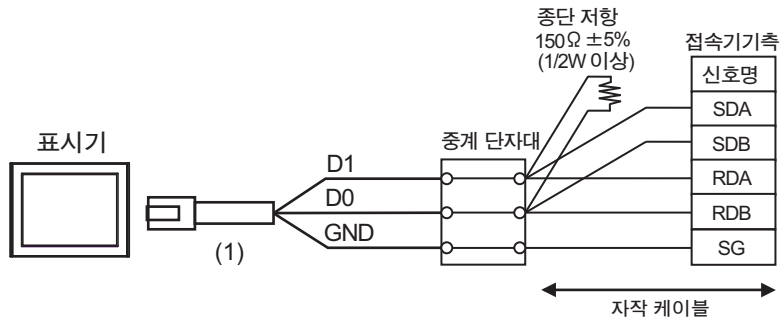 종단 저항
150Ω ±5%
(1/2W 이상)
접속기기측
신호명
SDA
SDB
RDA
RDB
SG
표시기
중계 단자대
D1
D0
GND
(1)
자작 케이블